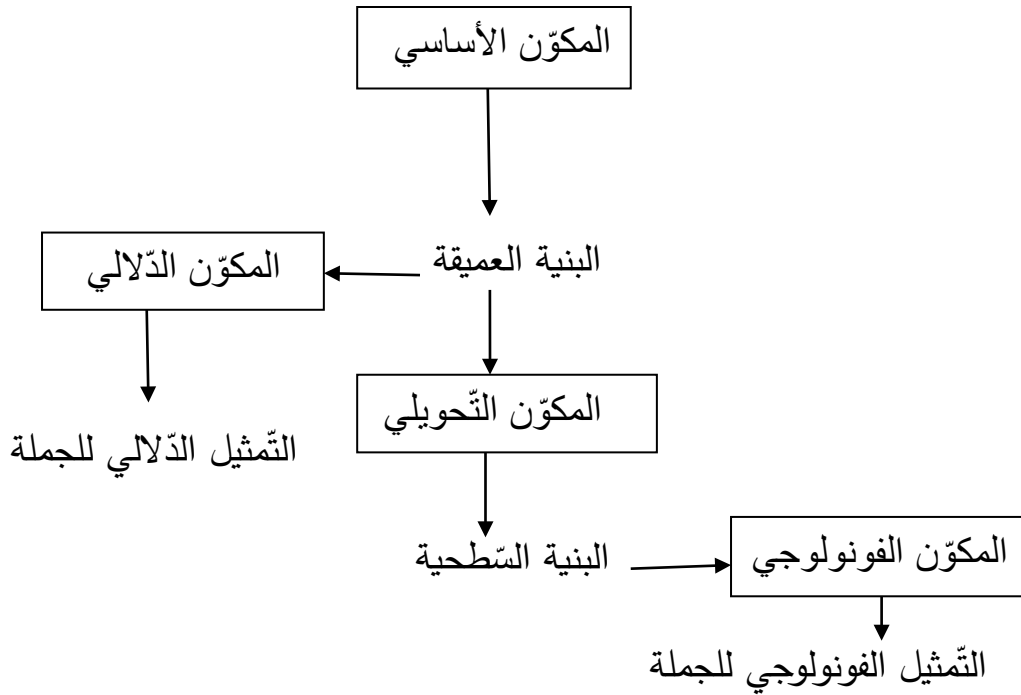 المكوّن الأساسي
البنية العميقة
المكوّن الدّلالي
المكوّن التّحويلي
التّمثيل الدّلالي للجملة
البنية السّطحية
المكوّن الفونولوجي
التّمثيل الفونولوجي للجملة